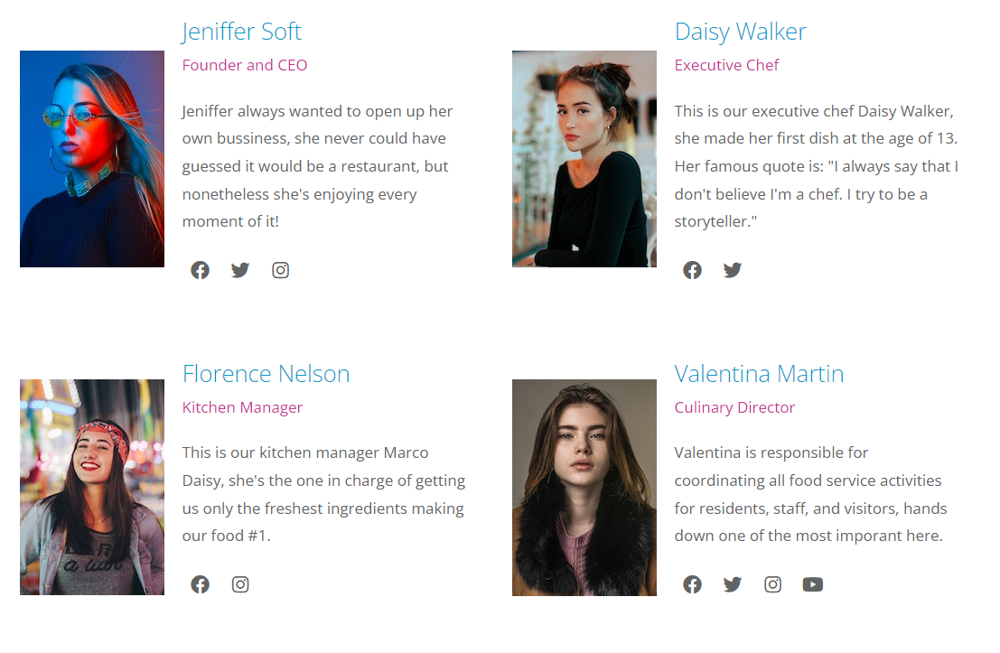 Jeniffer Soft
Founder and CEO
Jeniffer always wanted to open up her
own bussiness, she never could have
guessed it would be a restaurant, but
nonetheless she's enjoying every
moment of it!
Daisy Walker
Executive Chef
This is our executive chef Daisy Walker,
she made her first dish at the age of 13.
Her famous quote is: "I always say that I
don't believe I'm a chef. I try to be a
storyteller."
Florence Nelson
Kitchen Manager
This is our kitchen manager Marco
Daisy, she's the one in charge of getting
us only the freshest ingredients making
our food #1.
a war
Valentina Martin
Culinary Director
Valentina is responsible for
coordinating all food service activities
for residents, staff, and visitors, hands
down one of the most imporant here.